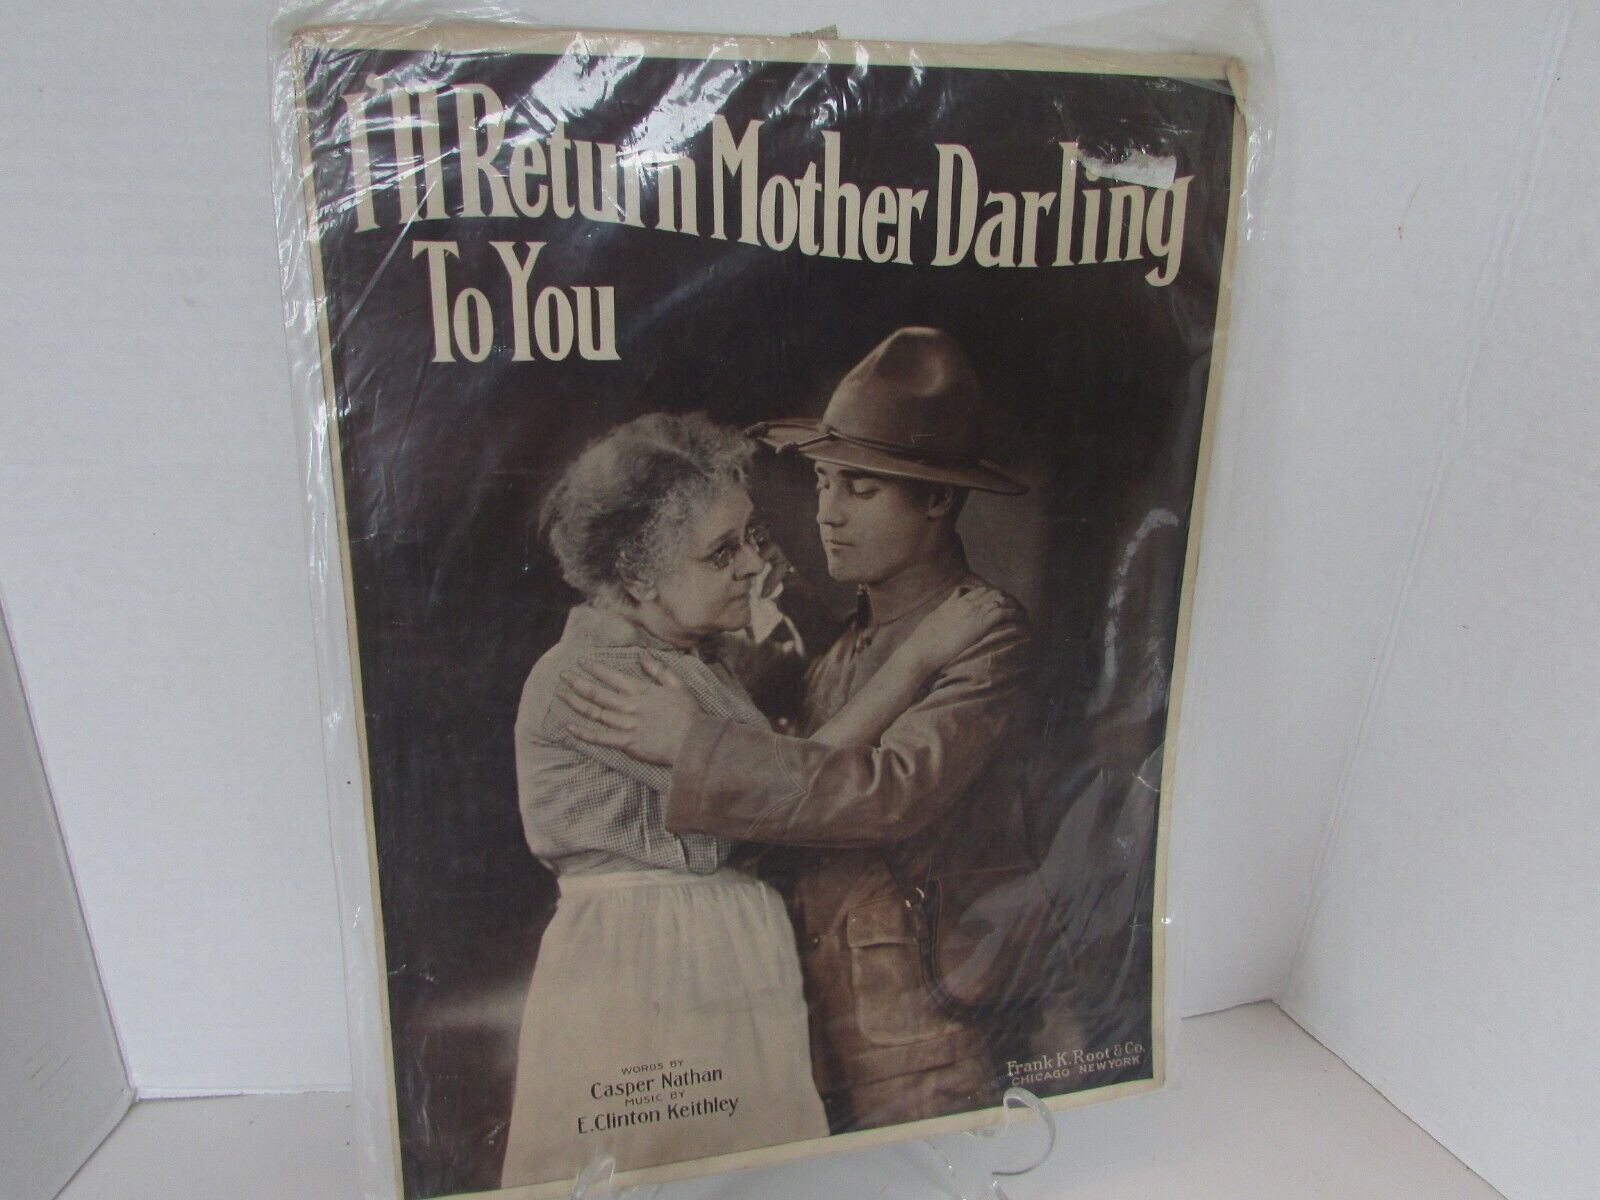 I'll Return Mother Darling
To You
WORDS BY
Casper Nathan
MUSIC BY
E. Clinton Keithley
Frank K. Root & Co.
CHICAGO NEW YORK